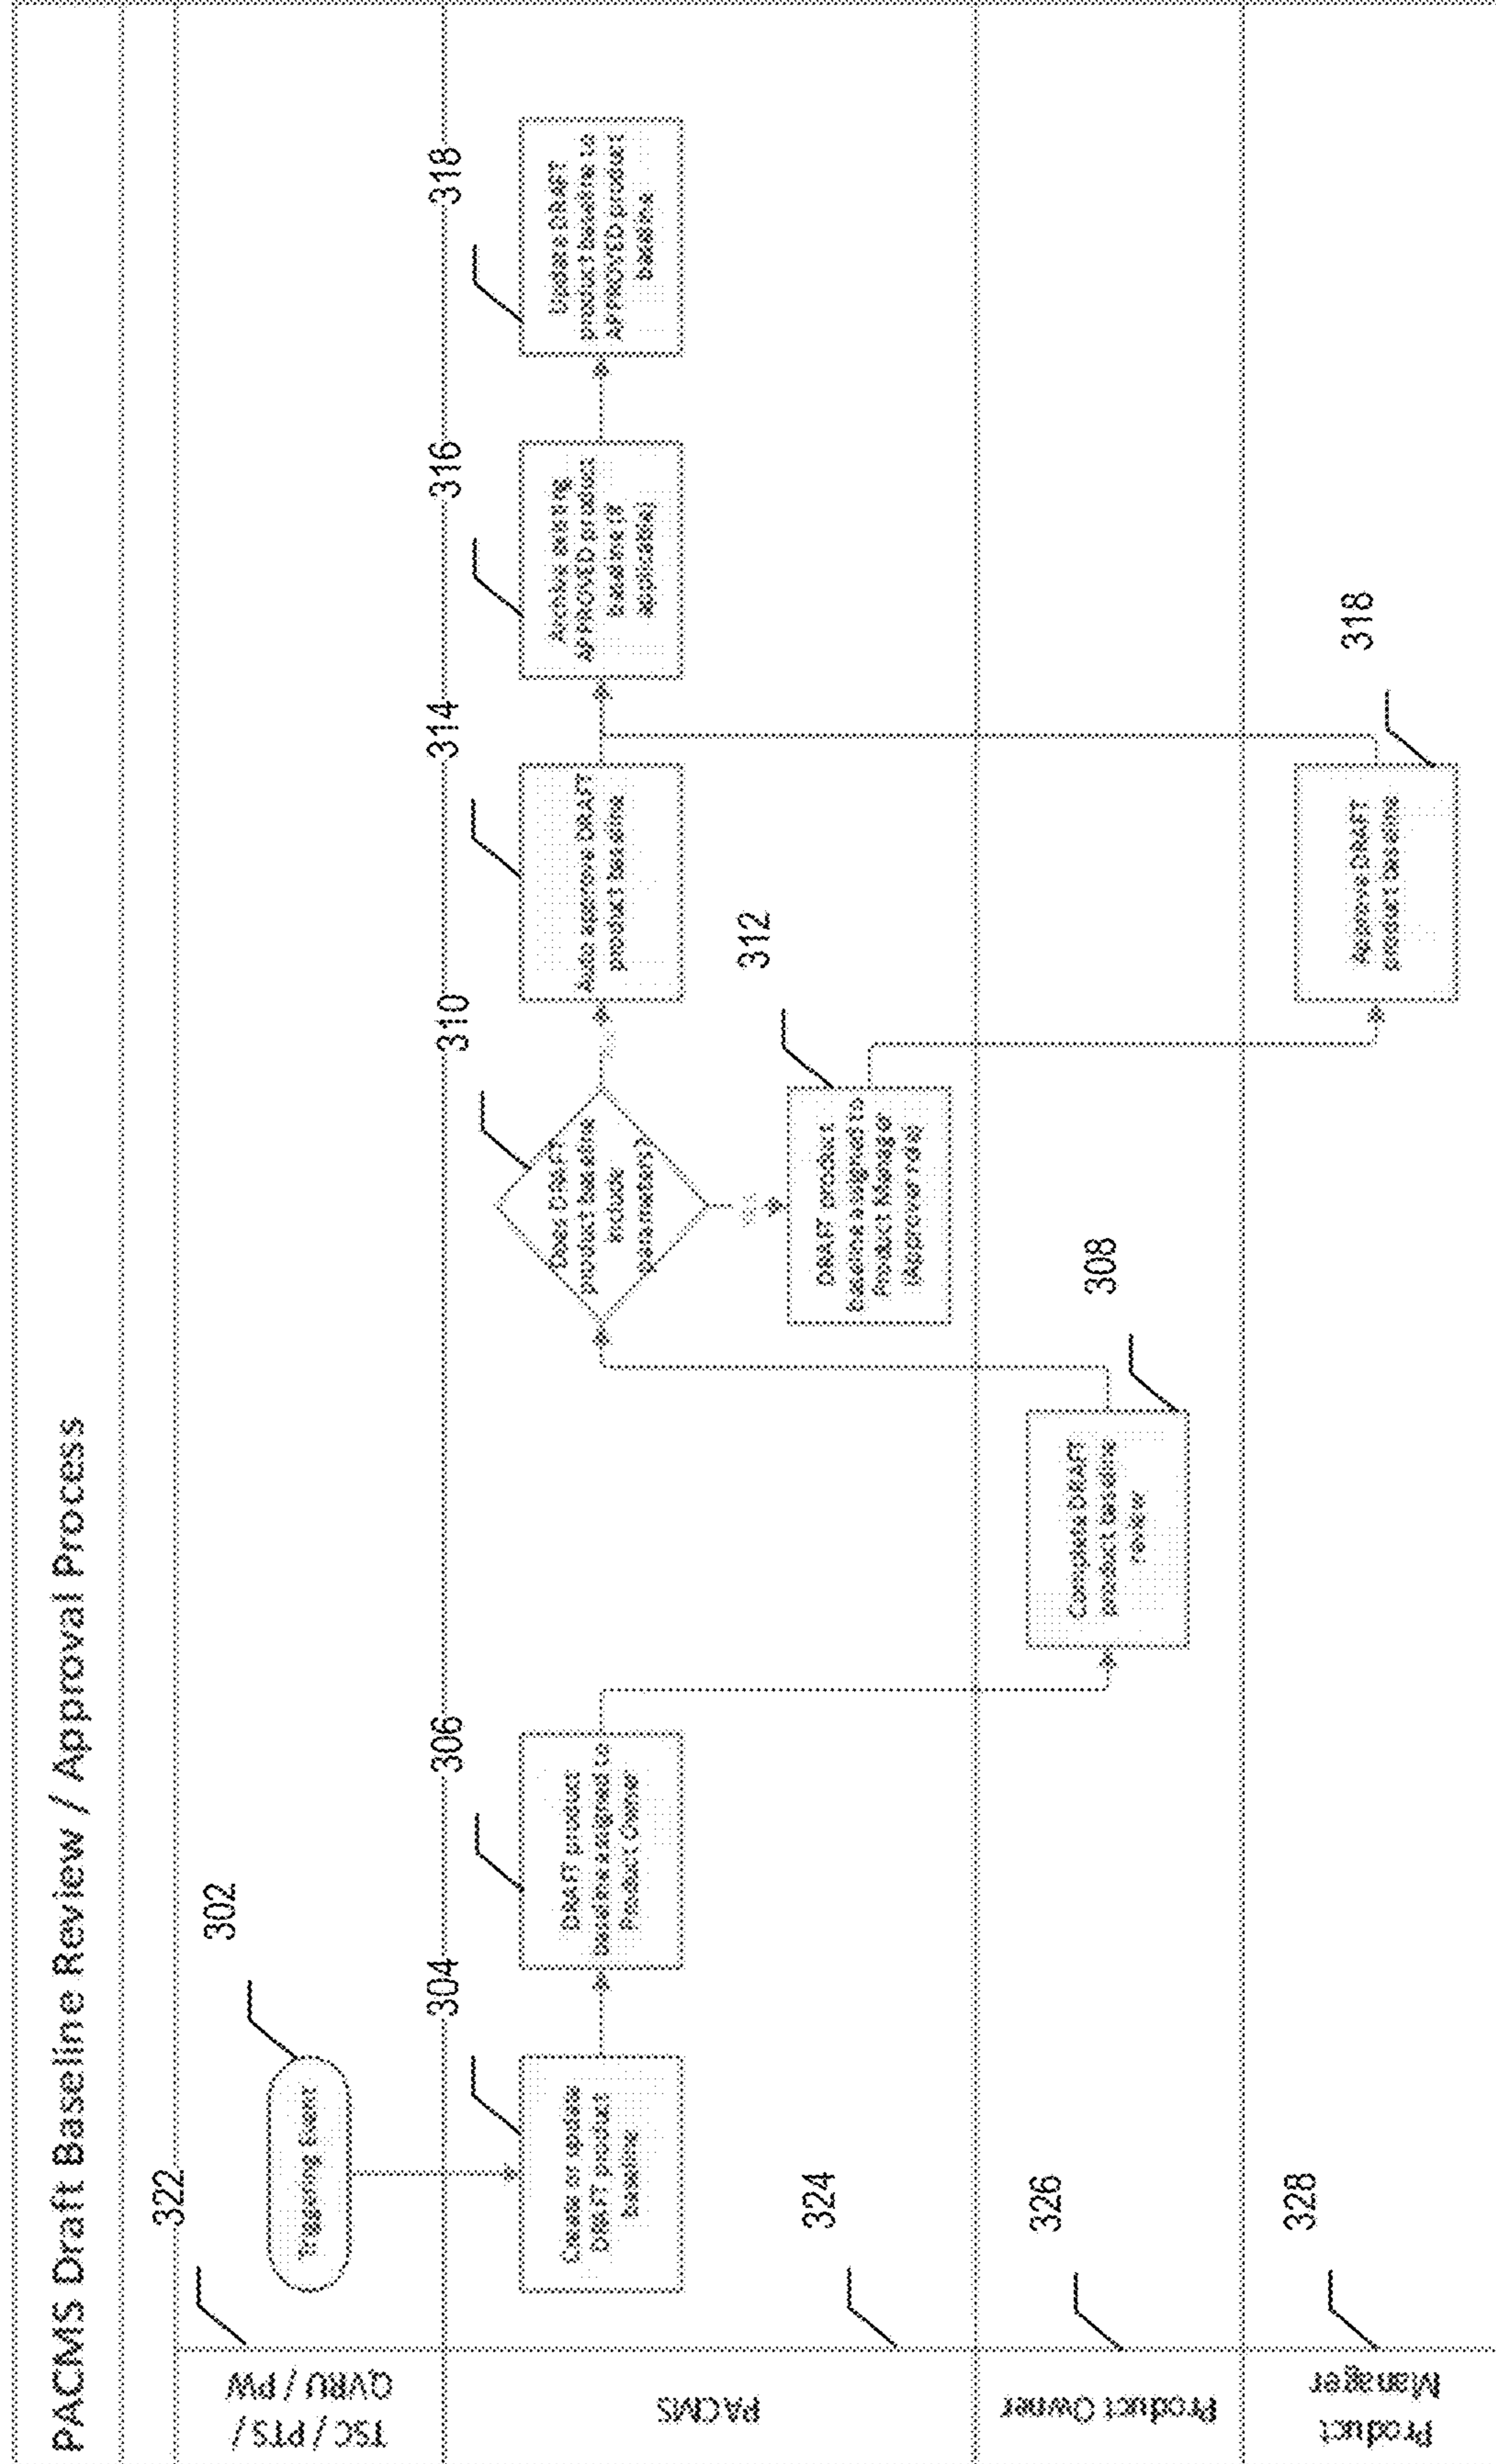 PACMS Draft Baseline Review / Approval Process
322
TSC / PTS /
QVRU / PW
302
Triggering Event
324
PACMS
304
Create or update
DRAFT product
baseline
306
DRAFT product
baseline assigned to
Product Owner
310
Does DRAFT
product baseline
include
parameters?
Yes
312
DRAFT product
baseline assigned to
Product Manager
314
Auto approve DRAFT
product baseline
316
Archive existing
APPROVED product
baseline (if
applicable)
318
Update DRAFT
product baseline to
APPROVED product
baseline
326
Product Owner
308
Complete DRAFT
product baseline
review
328
Product
Manager
318
Approve DRAFT
product baseline